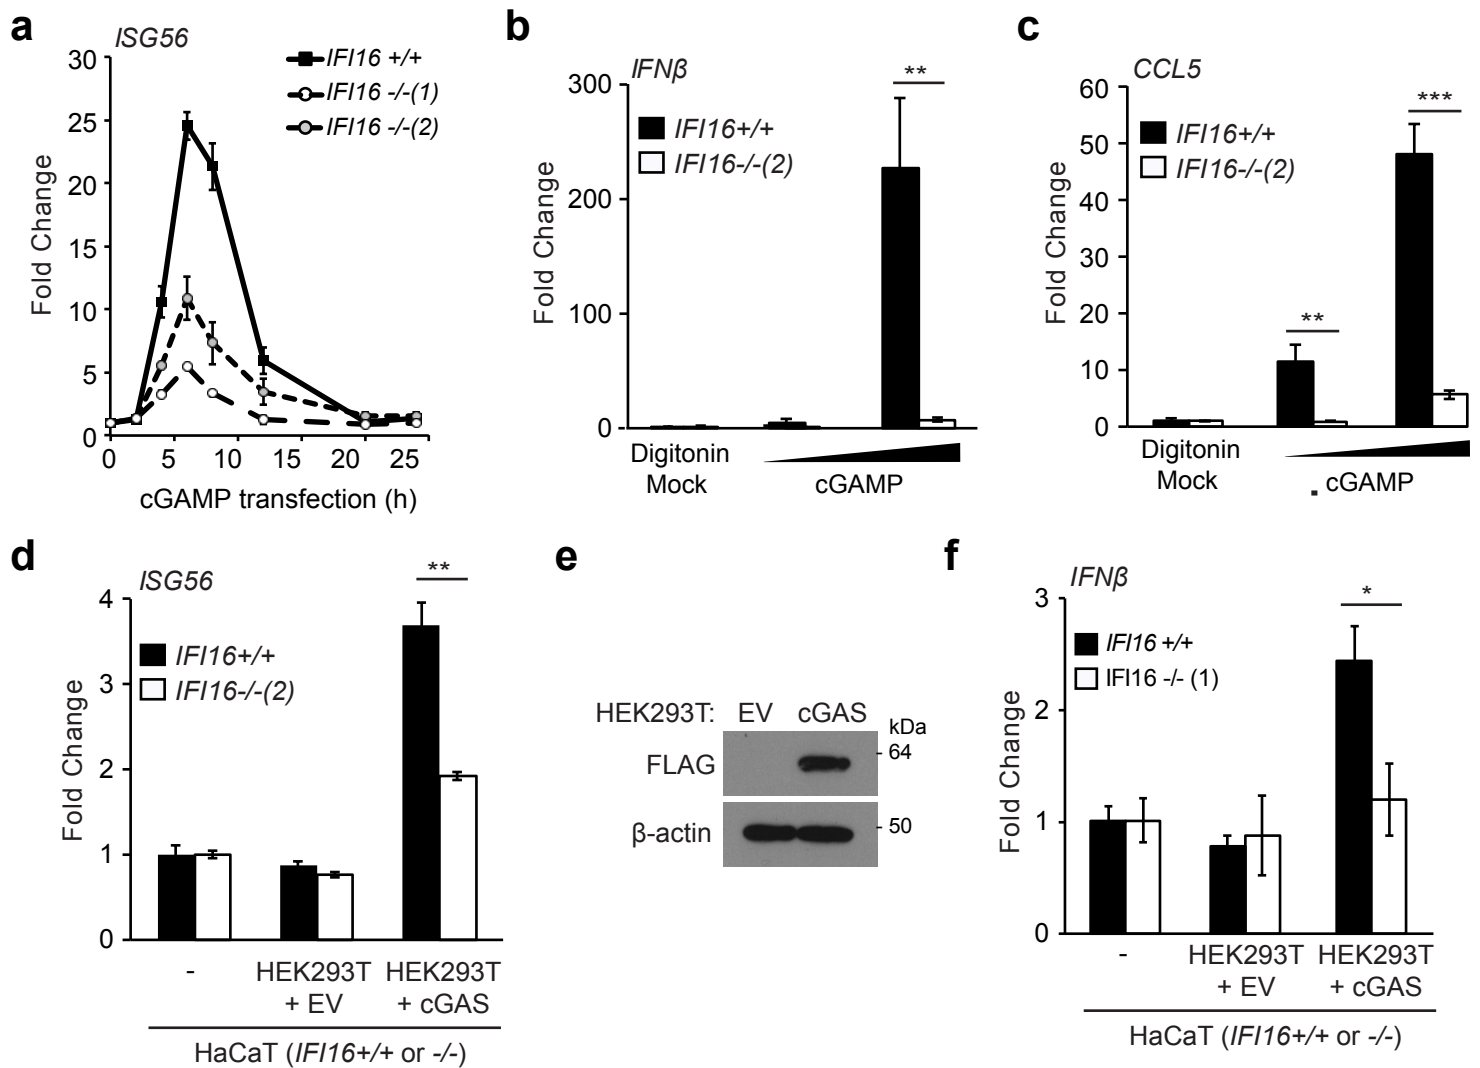 a
ISG56
IFI16 +/+
IFI16 -/-(1)
IFI16 -/-(2)
Fold Change
30
25
20
15
10
5
0
0 5 10 15 20 25
cGAMP transfection (h)
b
IFNβ
**
IFI16+/+
IFI16-/-(2)
Fold Change
300
200
100
0
Digitonin
Mock
cGAMP
c
CCL5
***
IFI16+/+
IFI16-/-(2)
**
Fold Change
60
50
40
30
20
10
0
Digitonin
Mock
cGAMP
d
ISG56
**
IFI16+/+
IFI16-/-(2)
Fold Change
4
3
2
1
0
-
HEK293T
+ EV
HEK293T
+ cGAS
HaCaT (IFI16+/+ or -/-)
e
HEK293T: EV cGAS
kDa
FLAG
64
β-actin
50
f
IFNβ
*
IFI16 +/+
IFI16 -/- (1)
Fold Change
3
2
1
0
-
HEK293T
+ EV
HEK293T
+ cGAS
HaCaT (IFI16+/+ or -/-)